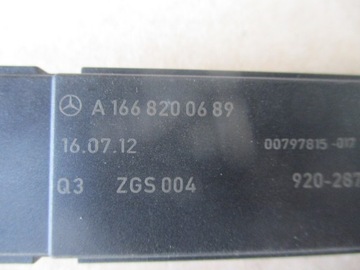 A 166 820 06 89
16.07.12 00797815-017
Q3 ZGS 004 920-287